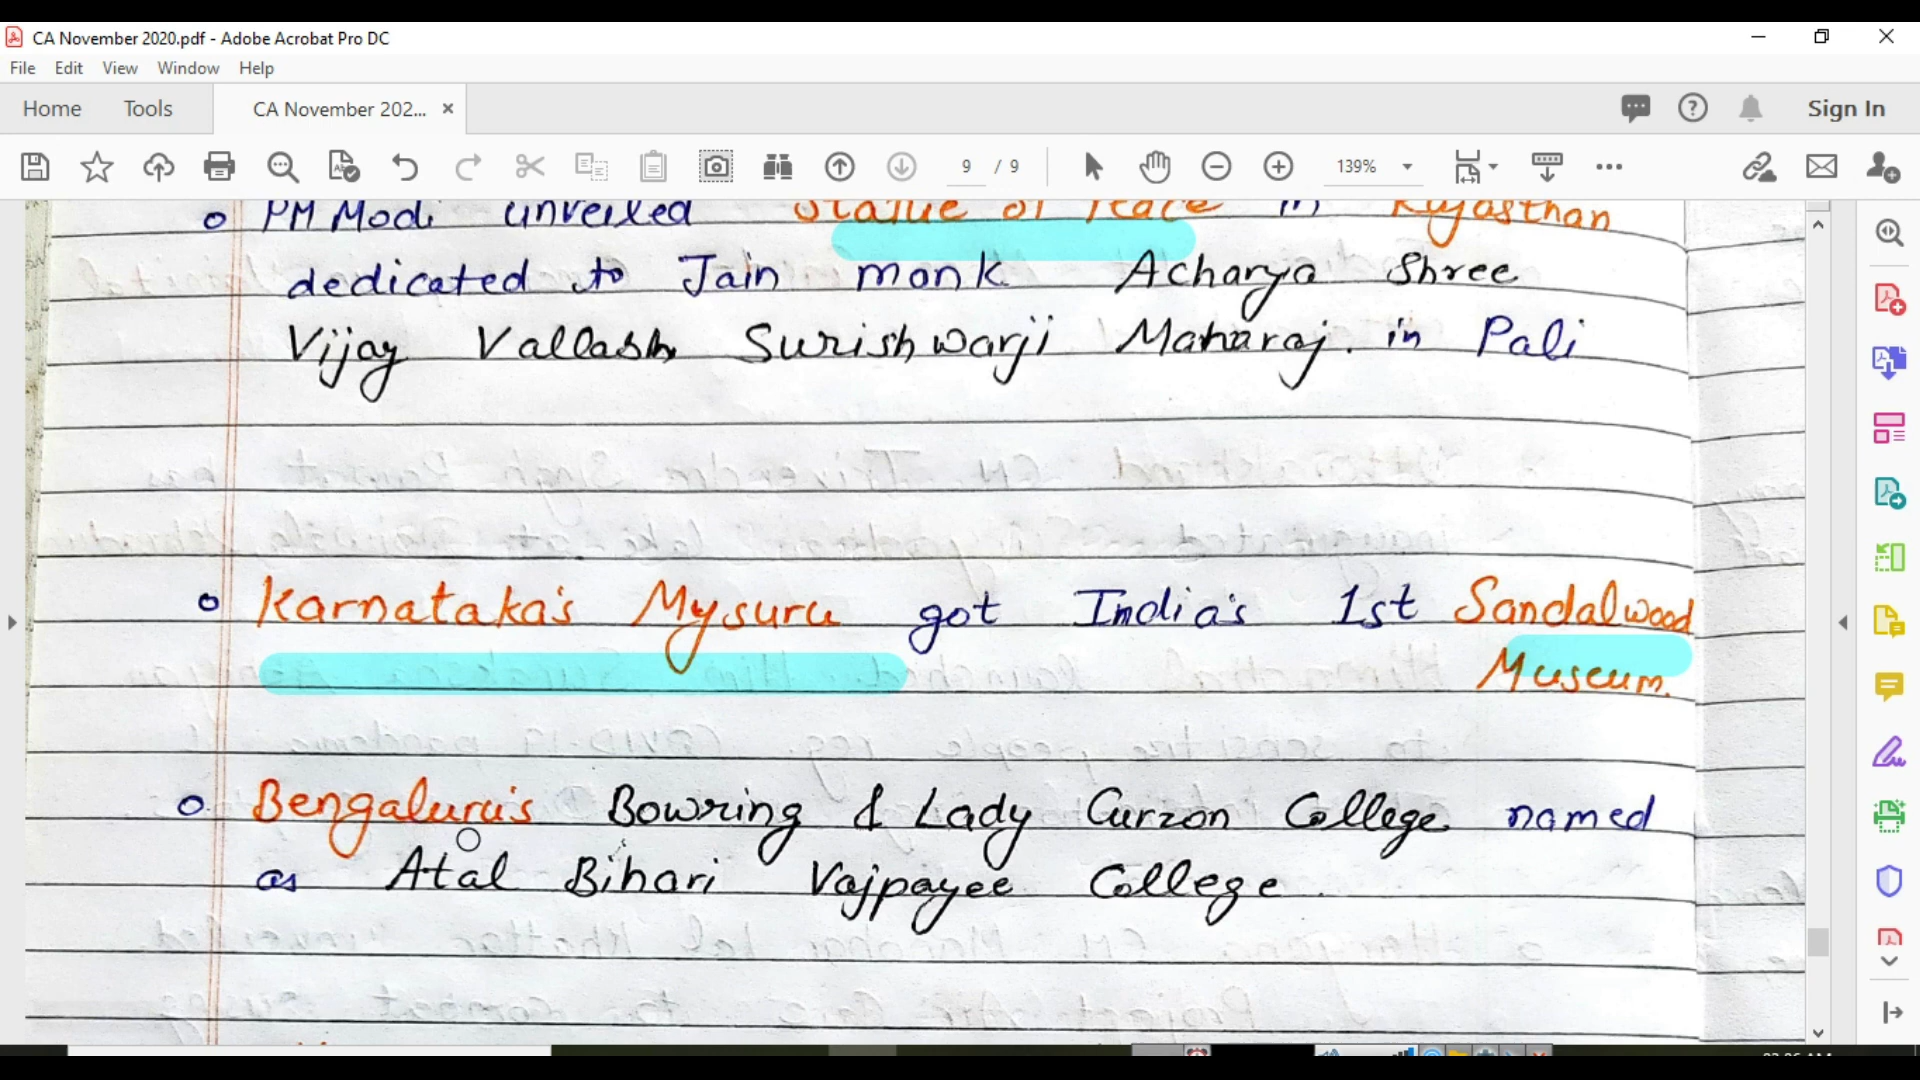 CA November 2020.pdf - Adobe Acrobat Pro DC
File Edit View Window Help
Home Tools CA November 202... × Sign In
9 / 9 139%
o PM Modi unveiled Statue of Peace in Rajasthan
dedicated to Jain monk Acharya Shree
Vijay Vallabh Surishwarji Maharaj. in Pali
o Karnataka's Mysuru got India's 1st Sandalwood
Museum.
o Bengaluru's Bowring & Lady Curzon College named
as Atal Bihari Vajpayee College.